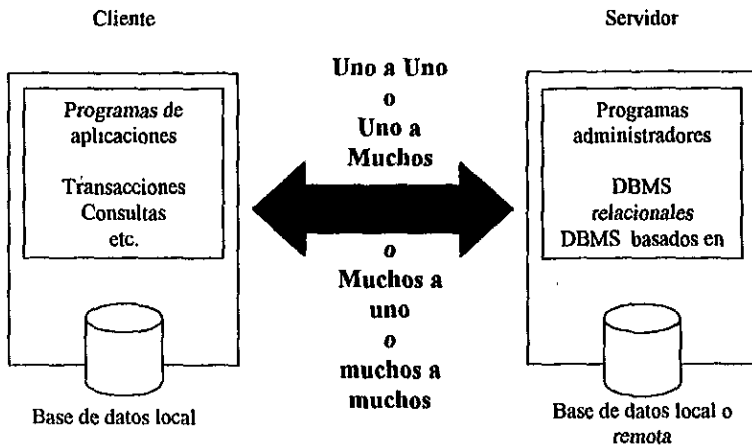 Cliente
Servidor
Programas de
aplicaciones
Transacciones
Consultas
etc.
Base de datos local
Uno a Uno
o
Uno a
Muchos
o
Muchos a
uno
o
muchos a
muchos
Programas
administradores
DBMS
relacionales
DBMS basados en
Base de datos local o
remota